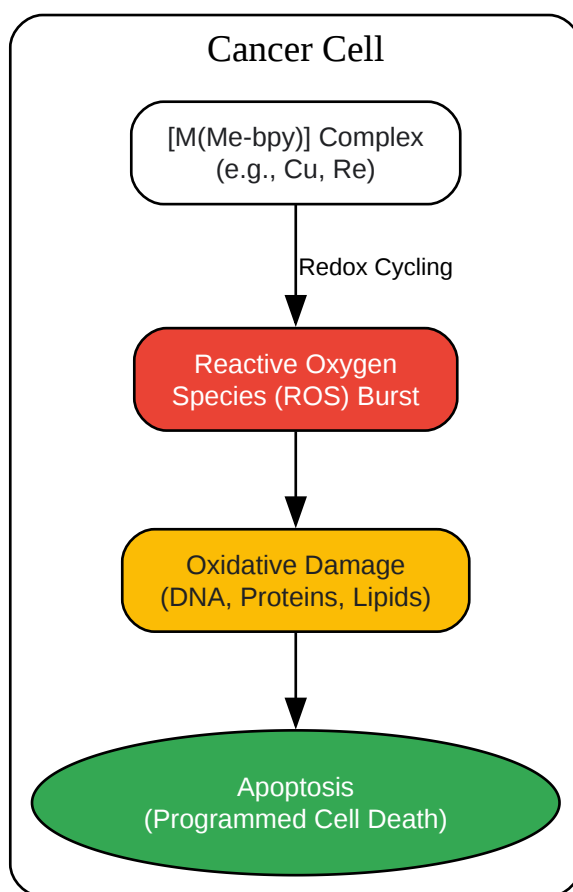 Cancer Cell
[M(Me-bpy)] Complex
(e.g., Cu, Re)
Redox Cycling
Reactive Oxygen
Species (ROS) Burst
Oxidative Damage
(DNA, Proteins, Lipids)
Apoptosis
(Programmed Cell Death)